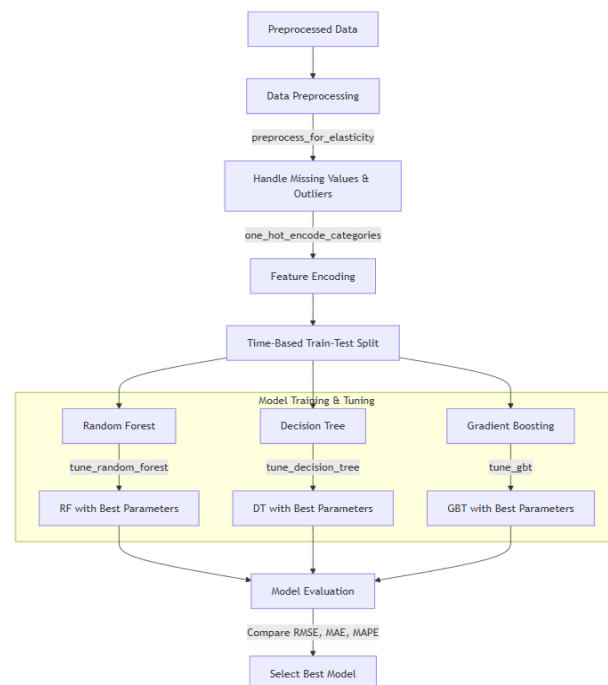 Preprocessed Data
Data Preprocessing
preprocess_for_elasticity
Handle Missing Values &
Outliers
one_hot_encode_categories
Feature Encoding
Time-Based Train-Test Split
Model Training & Tuning
Random Forest
Decision Tree
Gradient Boosting
tune_random_forest
tune_decision_tree
tune_gbt
RF with Best Parameters
DT with Best Parameters
GBT with Best Parameters
Model Evaluation
Compare RMSE, MAE, MAPE
Select Best Model